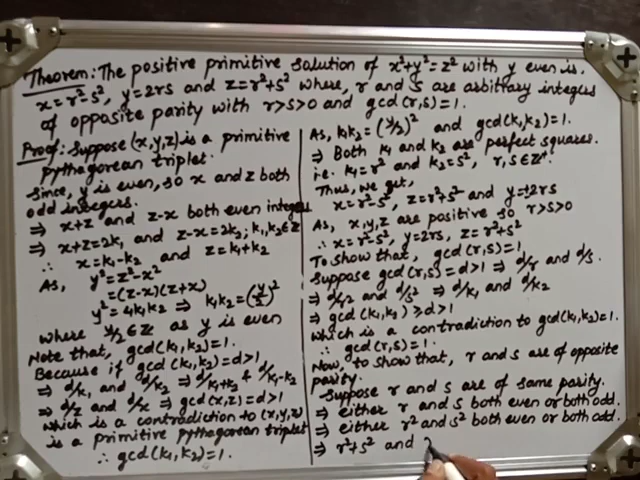 Theorem: The positive primitive solution of x²+y²=z² with y even is.
x=r²-s², y=2rs and z=r²+s² where, r and s are arbitrary integers
of opposite parity with r>s>0 and gcd(r,s)=1.
Proof: Suppose (x,y,z) is a primitive
pythagorean triplet.
Since, y is even, so x and z both
odd integers.
⇒ x+z and z-x both even integers
⇒ x+z=2k₁ and z-x=2k₂; k₁,k₂∈Z
∴ x=k₁-k₂ and z=k₁+k₂
As, y²=z²-x²
=(z-x)(z+x)
y²=4k₁k₂ ⇒ k₁k₂=(y/2)²
where y/2∈Z as y is even
Note that, gcd(k₁,k₂)=1.
Because if gcd(k₁,k₂)=d>1
⇒ d/k₁ and d/k₂ ⇒ d/k₁+k₂ & d/k₁-k₂
⇒ d/z and d/x ⇒ gcd(x,z)=d>1
which is a contradiction to (x,y,z)
is a primitive pythagorean triplet
∴ gcd(k₁,k₂)=1.
As, k₁k₂=(y/2)² and gcd(k₁,k₂)=1.
⇒ Both k₁ and k₂ are perfect squares.
i.e. k₁=r² and k₂=s², r,s∈Z⁺.
Thus, we get,
x=r²-s², z=r²+s² and y=±2rs
As, x,y,z are positive so r>s>0
∴ x=r²-s², y=2rs, z=r²+s²
To show that, gcd(r,s)=1
Suppose gcd(r,s)=d>1 ⇒ d/r and d/s.
⇒ d/r² and d/s² ⇒ d/k₁ and d/k₂
⇒ gcd(k₁,k₂)≥d>1
which is a contradiction to gcd(k₁,k₂)=1.
∴ gcd(r,s)=1.
Now, to show that, r and s are of opposite
parity.
Suppose r and s are of same parity.
⇒ either r and s both even or both odd.
⇒ either r² and s² both even or both odd.
⇒ r²+s² and